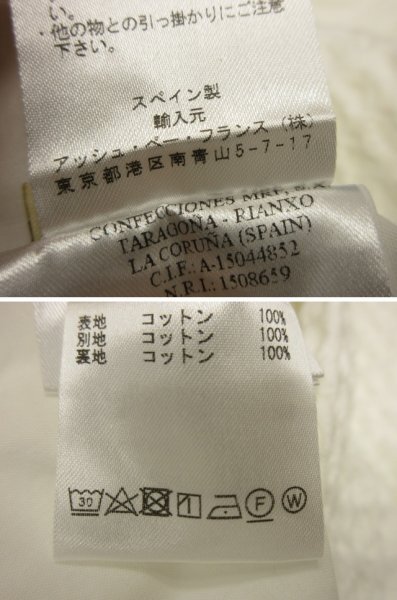 。
・他の物との引っ掛かりにご注意
下さい。
スペイン製
輸入元
アッシュ・ペー・フランス(株)
東京都港区南青山5-7-17
CONFECCIONES
TARAGOÑA - RIANXO
LA CORUÑA (SPAIN)
C.I.F.: A-15044852
N.R.I.: 1508659
表地 コットン 100%
別地 コットン 100%
裏地 コットン 100%
30 F W